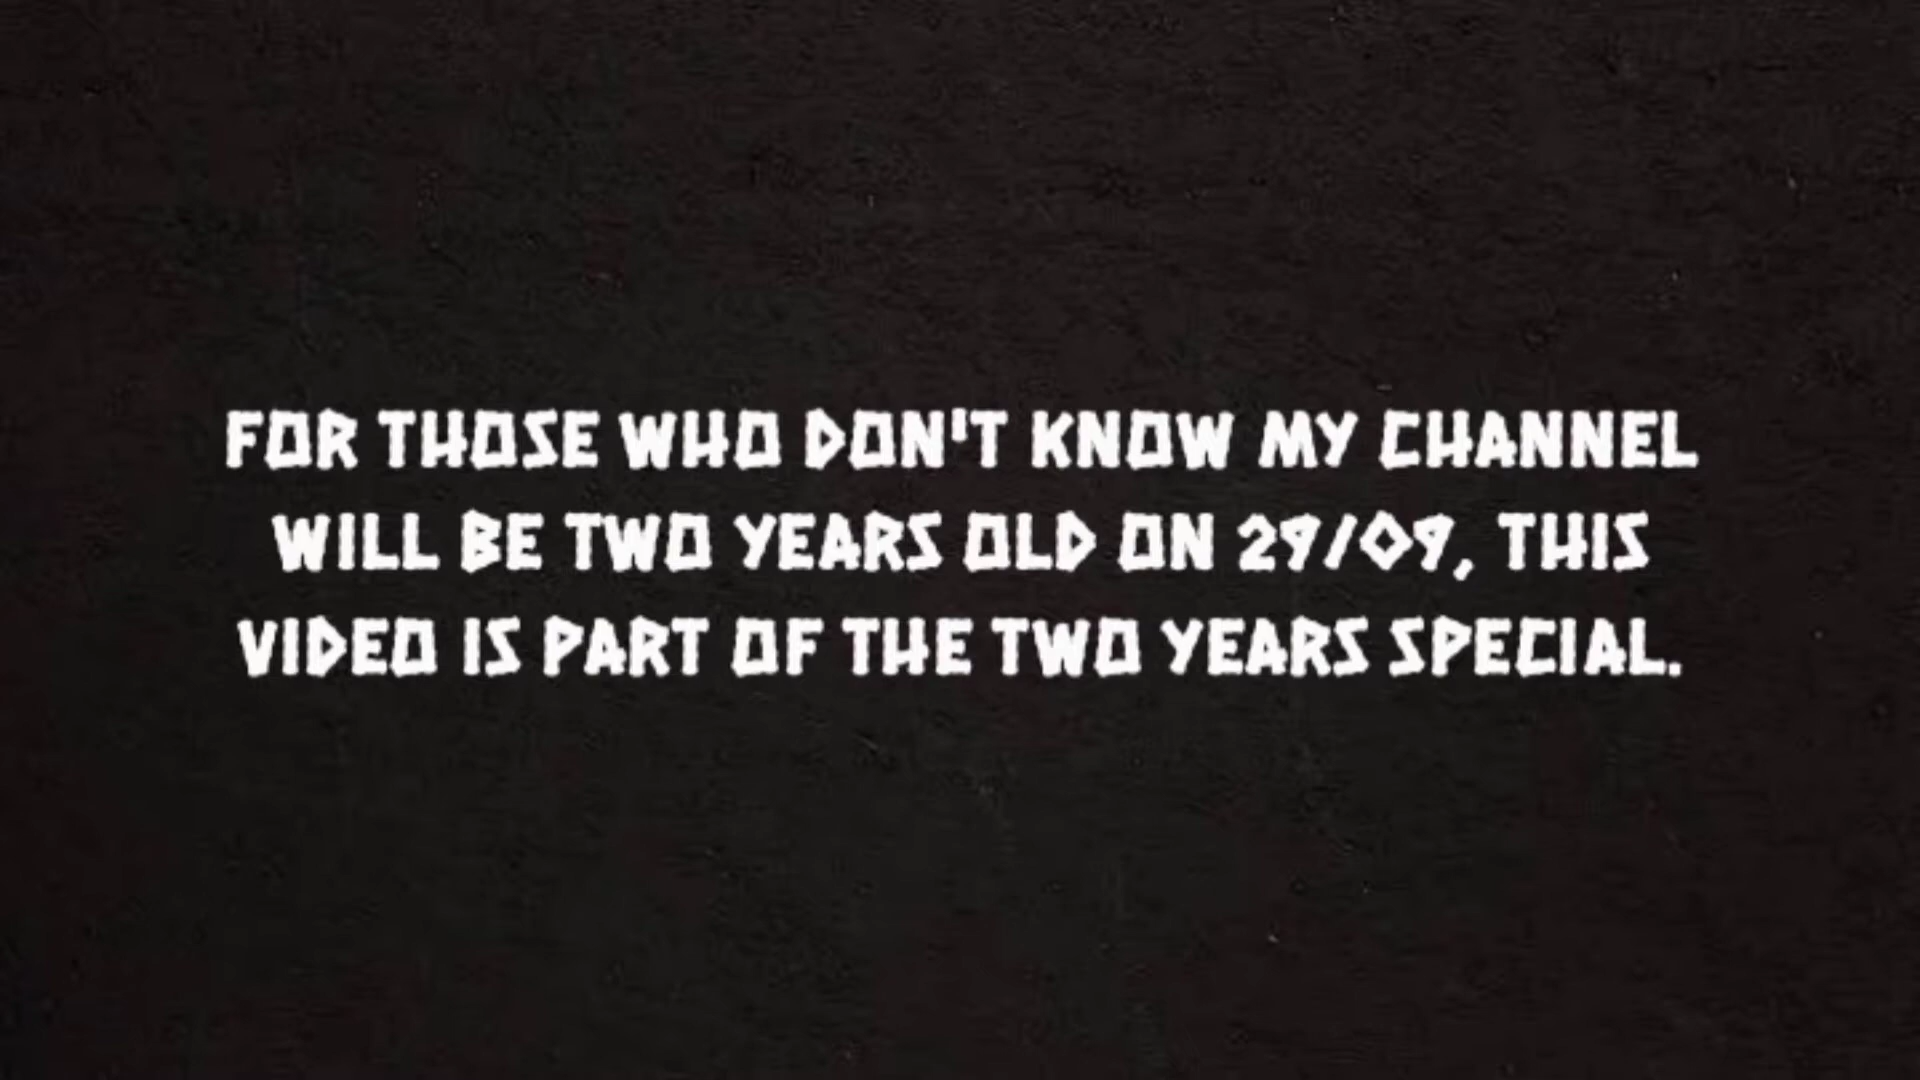 FOR THOSE WHO DON'T KNOW MY CHANNEL
WILL BE TWO YEARS OLD ON 29/09, THIS
VIDEO IS PART OF THE TWO YEARS SPECIAL.